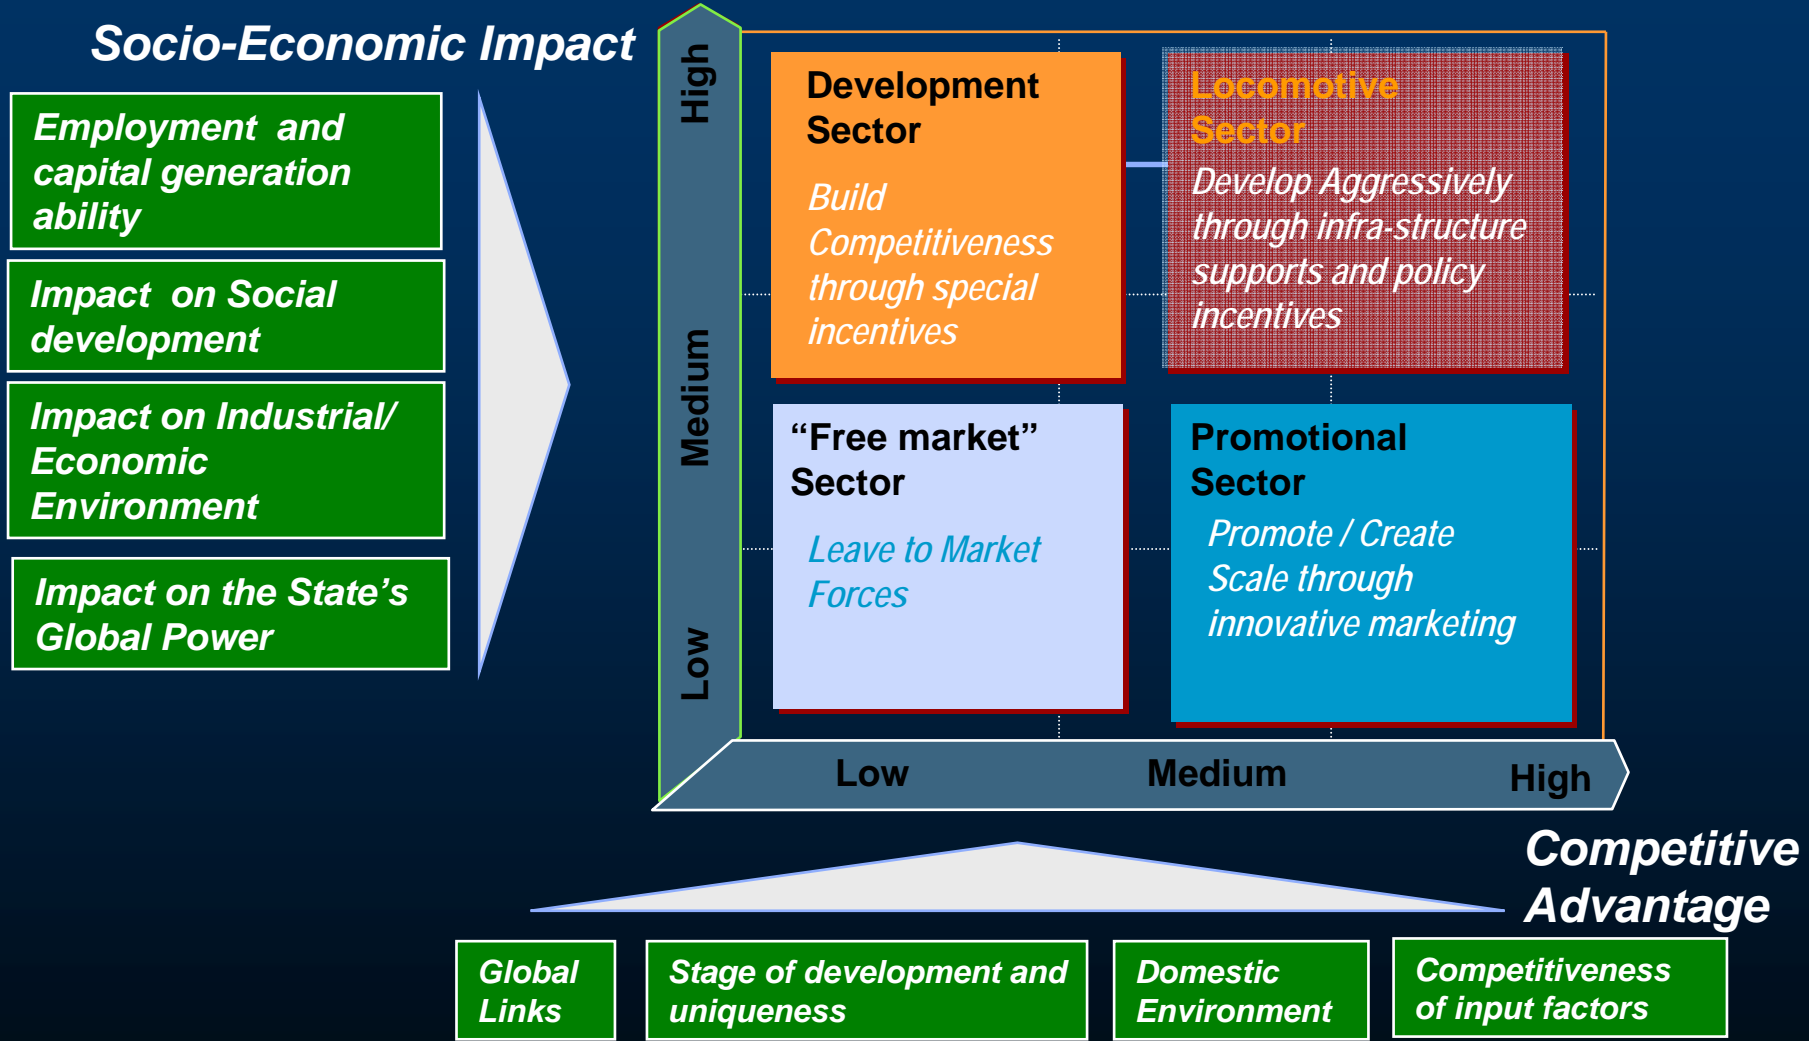 Socio-Economic Impact
Employment and
capital generation
ability
Impact on Social
development
Impact on Industrial/
Economic
Environment
Impact on the State’s
Global Power
High
Medium
Low
Development
Sector
Build
Competitiveness
through special
incentives
Locomotive
Sector
Develop Aggressively
through infra-structure
supports and policy
incentives
“Free market”
Sector
Leave to Market
Forces
Promotional
Sector
Promote / Create
Scale through
innovative marketing
Low
Medium
High
Competitive
Advantage
Global
Links
Stage of development and
uniqueness
Domestic
Environment
Competitiveness
of input factors